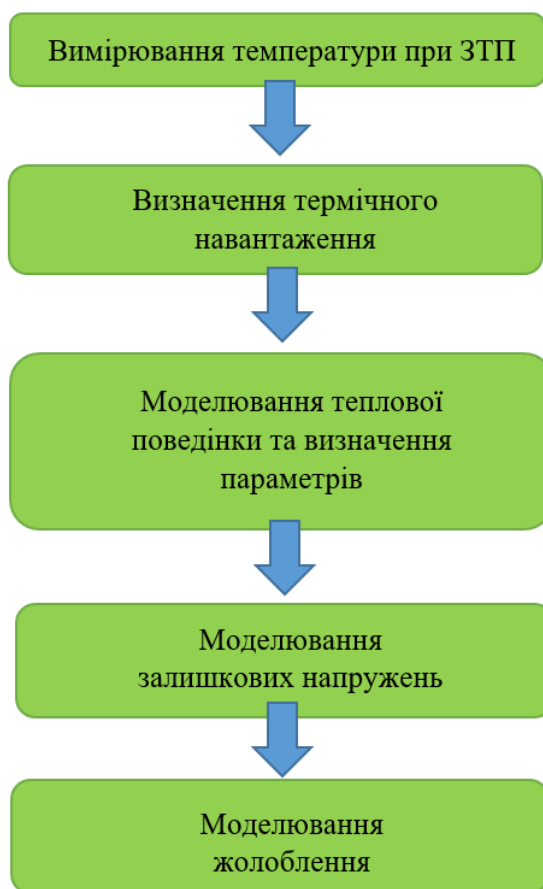 Вимірювання температури при ЗТП
Визначення термічного
навантаження
Моделювання теплової
поведінки та визначення
параметрів
Моделювання
залишкових напружень
Моделювання
жолоблення